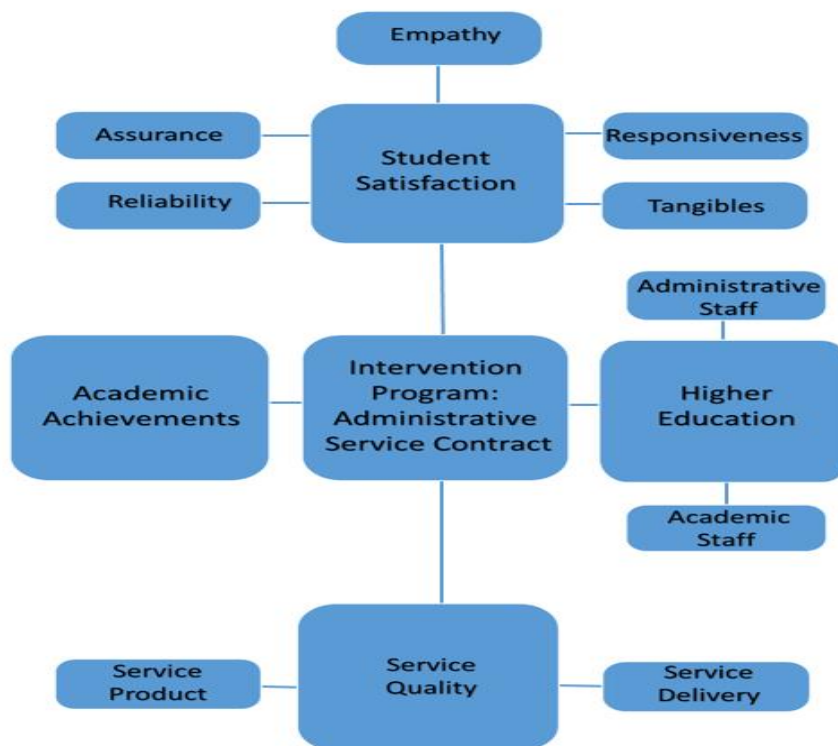 Empathy
Assurance
Responsiveness
Student
Satisfaction
Reliability
Tangibles
Administrative
Staff
Academic
Achievements
Intervention
Program:
Administrative
Service Contract
Higher
Education
Academic
Staff
Service
Product
Service
Quality
Service
Delivery